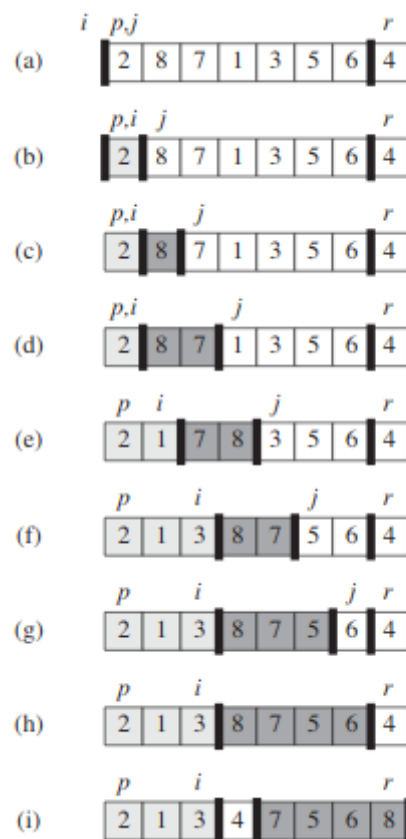 i p,j r
(a) 2 8 7 1 3 5 6 4
p,i j r
(b) 2 8 7 1 3 5 6 4
p,i j r
(c) 2 8 7 1 3 5 6 4
p,i j r
(d) 2 8 7 1 3 5 6 4
p i j r
(e) 2 1 7 8 3 5 6 4
p i j r
(f) 2 1 3 8 7 5 6 4
p i j r
(g) 2 1 3 8 7 5 6 4
p i r
(h) 2 1 3 8 7 5 6 4
p i r
(i) 2 1 3 4 7 5 6 8